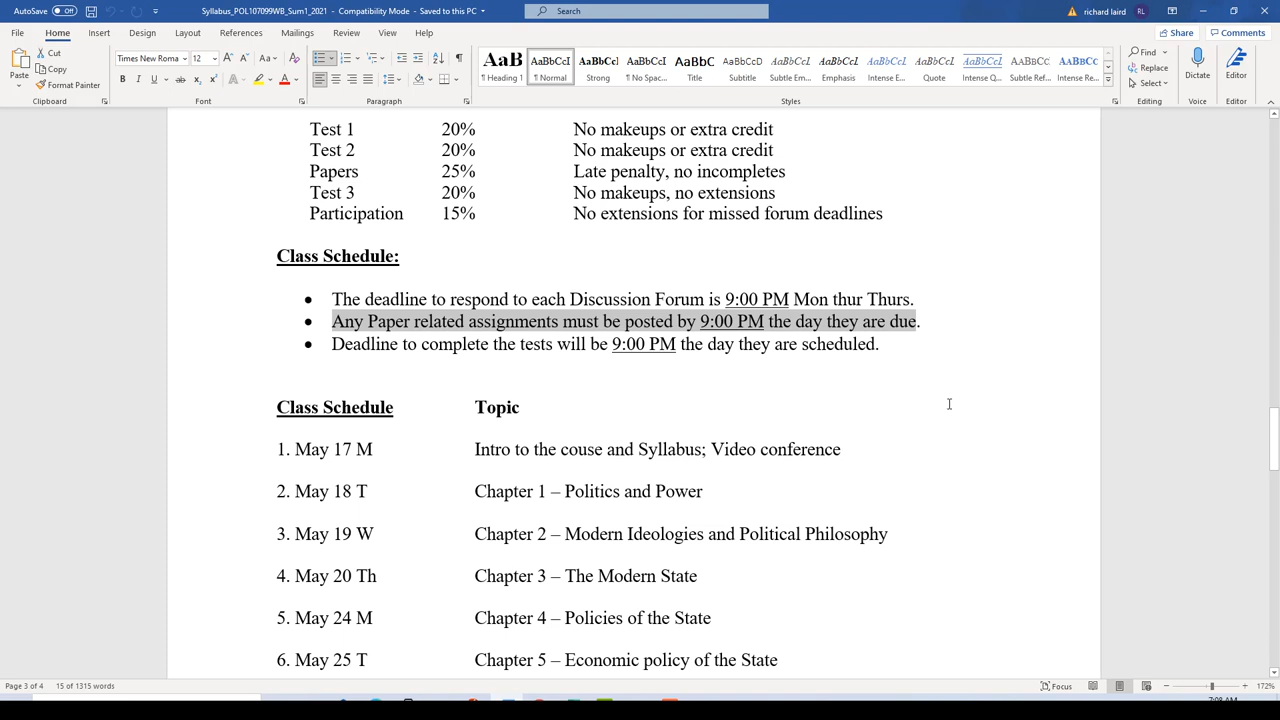 AutoSave Off Syllabus_POL107099WB_Sum1_2021 - Compatibility Mode - Saved to this PC Search richard laird RL
File Home Insert Design Layout References Mailings Review View Help Share Comments
Paste Cut Copy Format Painter Clipboard
Times New Roma 12 Font
Paragraph
AaB AaBbCcI AaBbCc AaBbCcI AaBbC AaBbCcI AaBbCcI AaBbCcI AaBbCcI AaBbCcI AaBbCcI AaBbCc
¶ Heading 1 ¶ Normal Strong ¶ No Spac... Title Subtitle Subtle Em... Emphasis Intense E... Quote Intense Q... Subtle Ref... Intense Re...
Styles
Find Replace Select Editing
Dictate Voice
Editor Editor
Test 1 20% No makeups or extra credit
Test 2 20% No makeups or extra credit
Papers 25% Late penalty, no incompletes
Test 3 20% No makeups, no extensions
Participation 15% No extensions for missed forum deadlines
Class Schedule:
• The deadline to respond to each Discussion Forum is 9:00 PM Mon thur Thurs.
• Any Paper related assignments must be posted by 9:00 PM the day they are due.
• Deadline to complete the tests will be 9:00 PM the day they are scheduled.
Class Schedule Topic
1. May 17 M Intro to the couse and Syllabus; Video conference
2. May 18 T Chapter 1 – Politics and Power
3. May 19 W Chapter 2 – Modern Ideologies and Political Philosophy
4. May 20 Th Chapter 3 – The Modern State
5. May 24 M Chapter 4 – Policies of the State
6. May 25 T Chapter 5 – Economic policy of the State
Page 3 of 4 15 of 1315 words Focus 172%